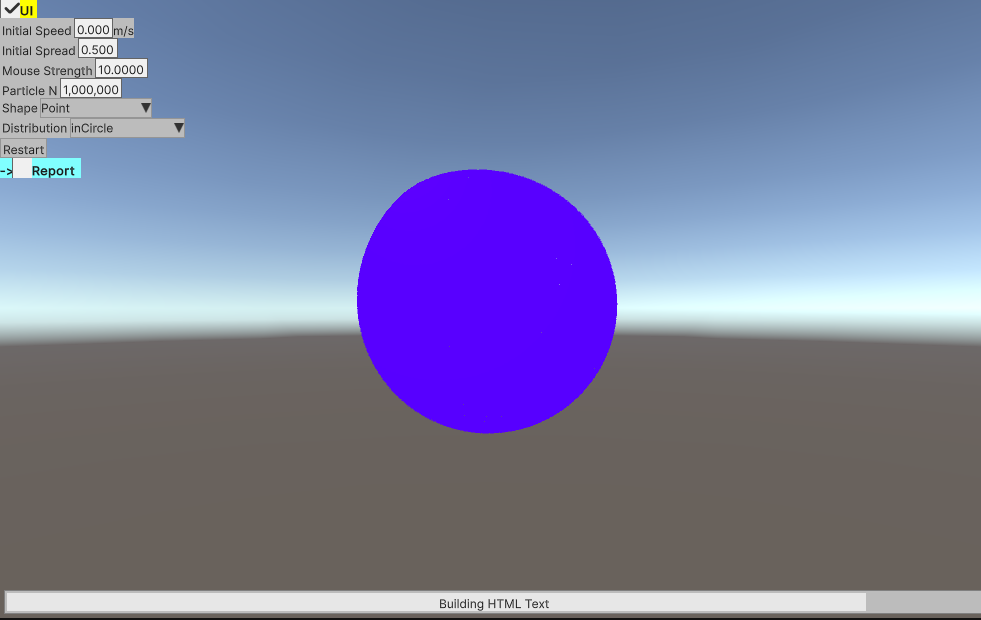 UI
Initial Speed 0.000 m/s
Initial Spread 0.500
Mouse Strength 10.0000
Particle N 1,000,000
Shape Point
Distribution inCircle
Restart
-> Report
Building HTML Text